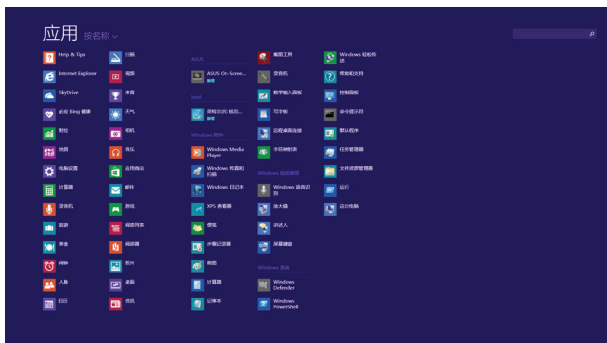 应用 按名称
Help & Tips
Internet Explorer
SkyDrive
必应 Bing 健康
财经
地图
电脑设置
计算器
录音机
旅游
美食
闹钟
人脉
日历
扫描
视频
体育
天气
相机
音乐
应用商店
邮件
游戏
阅读列表
阅读器
照片
桌面
资讯
ASUS
ASUS On-Scree...
新增
Intel
新增
Windows 附件
Windows Media
Player
Windows 传真和
扫描
Windows 日记本
XPS 查看器
便笺
步骤记录器
画图
计算器
记事本
截图工具
录音机
数学输入面板
写字板
远程桌面连接
字符映射表
Windows 轻松使用
Windows 语音识
别
放大镜
讲述人
屏幕键盘
Windows 系统
Windows
Defender
Windows
PowerShell
Windows 轻松传
送
帮助和支持
控制面板
命令提示符
默认程序
任务管理器
文件资源管理器
运行
这台电脑